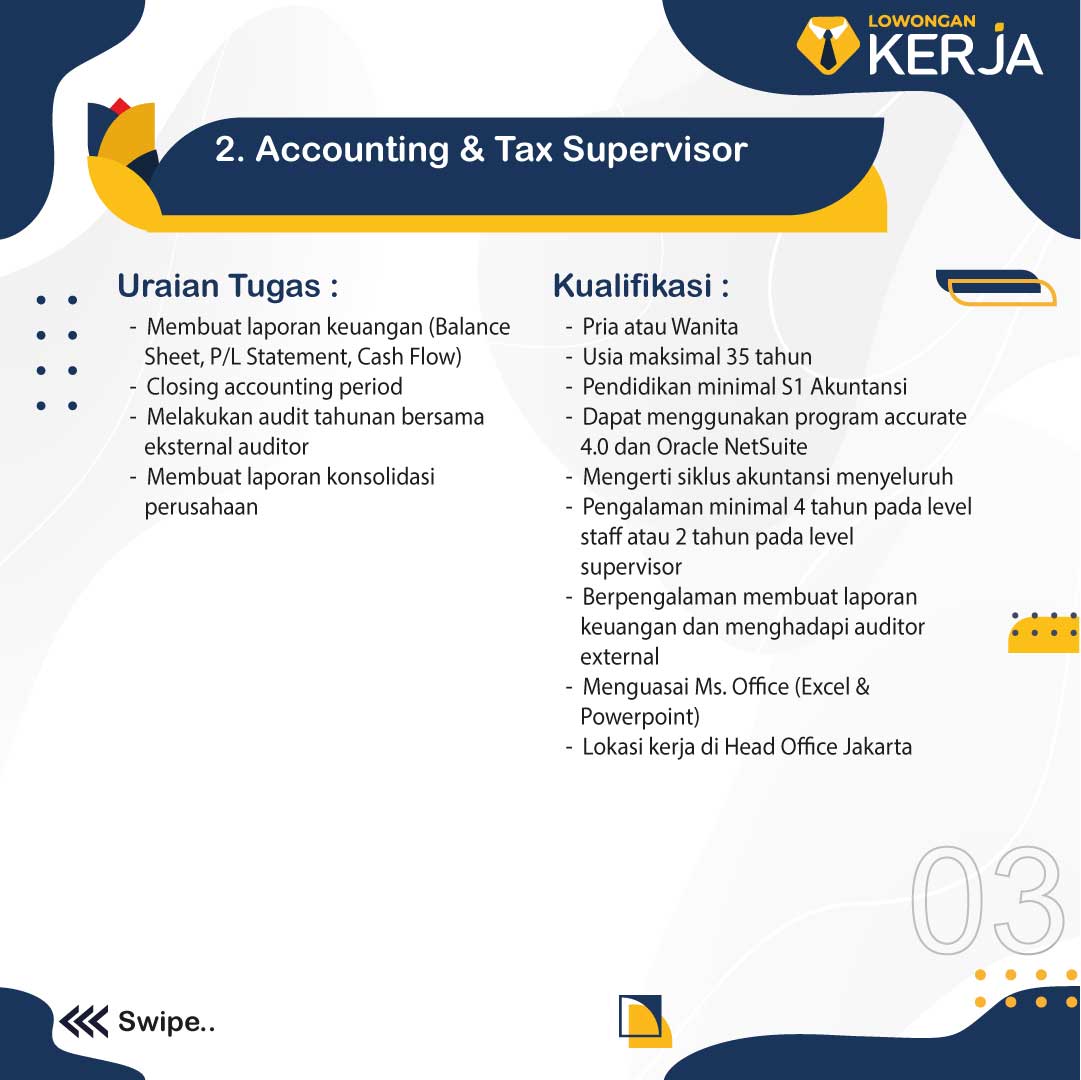 LOWONGAN
KERJA
2. Accounting & Tax Supervisor
Uraian Tugas :
- Membuat laporan keuangan (Balance
Sheet, P/L Statement, Cash Flow)
- Closing accounting period
- Melakukan audit tahunan bersama
eksternal auditor
- Membuat laporan konsolidasi
perusahaan
Kualifikasi :
- Pria atau Wanita
- Usia maksimal 35 tahun
- Pendidikan minimal S1 Akuntansi
- Dapat menggunakan program accurate
4.0 dan Oracle NetSuite
- Mengerti siklus akuntansi menyeluruh
- Pengalaman minimal 4 tahun pada level
staff atau 2 tahun pada level
supervisor
- Berpengalaman membuat laporan
keuangan dan menghadapi auditor
external
- Menguasai Ms. Office (Excel &
Powerpoint)
- Lokasi kerja di Head Office Jakarta
03
Swipe..